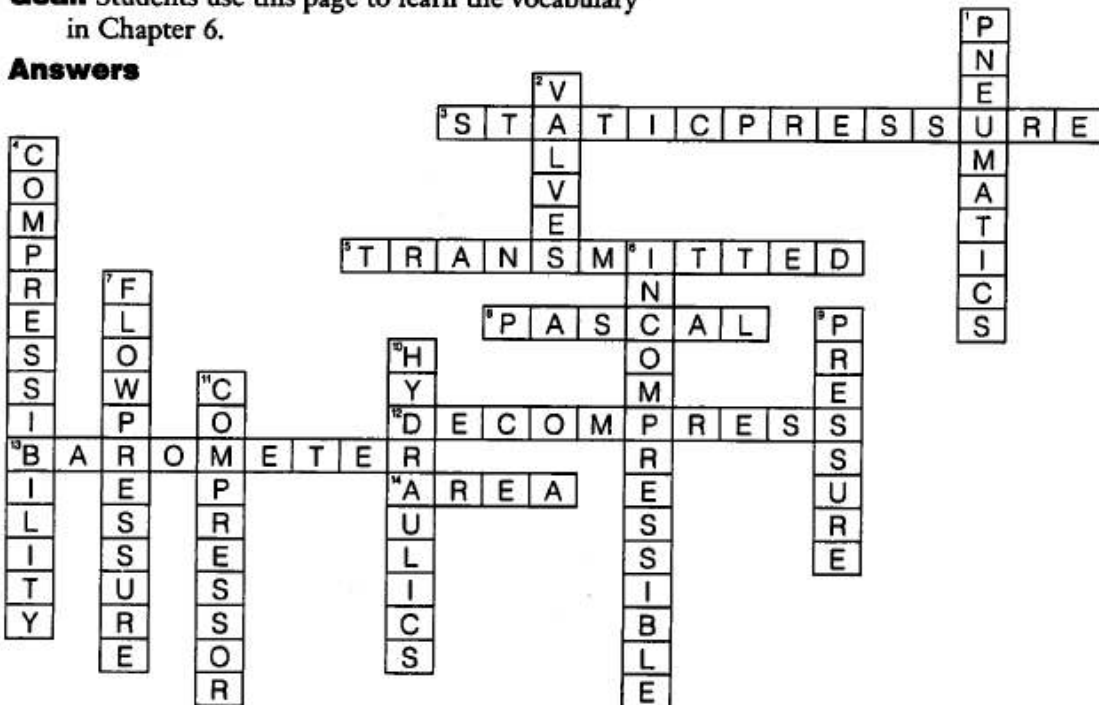 Goal: Students use this page to learn the vocabulary
in Chapter 6.
Answers
1 PNEUMATICS
2 VALVES
3 STATICPRESSURE
4 COMPRESSIBILITY
5 TRANSMITTED
6 INCOMPRESSIBLE
7 FLOWPRESSURE
8 PASCAL
9 PRESSURE
10 HYDRAULICS
11 COMPRESSOR
12 DECOMPRESS
13 BAROMETER
14 AREA